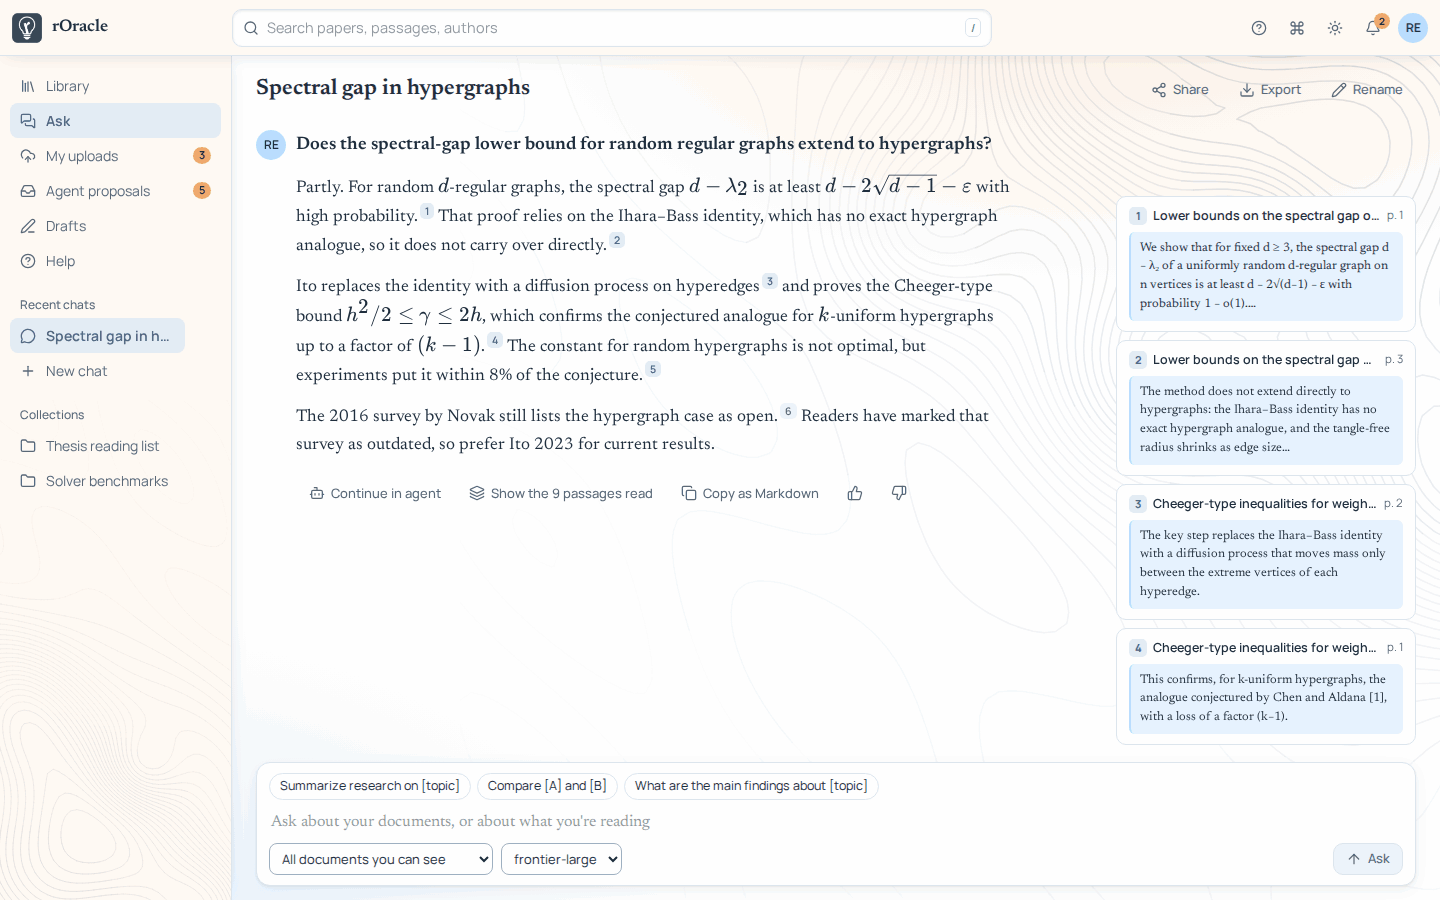 rOracle
Search papers, passages, authors
/
2
RE
Library
Ask
My uploads
3
Agent proposals
5
Drafts
Help
Recent chats
Spectral gap in h...
New chat
Collections
Thesis reading list
Solver benchmarks
Spectral gap in hypergraphs
Share
Export
Rename
RE
Does the spectral-gap lower bound for random regular graphs extend to hypergraphs?
Partly. For random d-regular graphs, the spectral gap d − λ2 is at least d − 2√d − 1 − ε with
high probability. 1 That proof relies on the Ihara–Bass identity, which has no exact hypergraph
analogue, so it does not carry over directly. 2
Ito replaces the identity with a diffusion process on hyperedges 3 and proves the Cheeger-type
bound h²/2 ≤ γ ≤ 2h, which confirms the conjectured analogue for k-uniform hypergraphs
up to a factor of (k − 1). 4 The constant for random hypergraphs is not optimal, but
experiments put it within 8% of the conjecture. 5
The 2016 survey by Novak still lists the hypergraph case as open. 6 Readers have marked that
survey as outdated, so prefer Ito 2023 for current results.
Continue in agent
Show the 9 passages read
Copy as Markdown
1 Lower bounds on the spectral gap o... p. 1
We show that for fixed d ≥ 3, the spectral gap d
− λ₂ of a uniformly random d-regular graph on
n vertices is at least d − 2√(d−1) − ε with
probability 1 − o(1)....
2 Lower bounds on the spectral gap ... p. 3
The method does not extend directly to
hypergraphs: the Ihara–Bass identity has no
exact hypergraph analogue, and the tangle-free
radius shrinks as edge size...
3 Cheeger-type inequalities for weigh... p. 2
The key step replaces the Ihara–Bass identity
with a diffusion process that moves mass only
between the extreme vertices of each
hyperedge.
4 Cheeger-type inequalities for weigh... p. 1
This confirms, for k-uniform hypergraphs, the
analogue conjectured by Chen and Aldana [1],
with a loss of a factor (k−1).
Summarize research on [topic]
Compare [A] and [B]
What are the main findings about [topic]
Ask about your documents, or about what you're reading
All documents you can see
frontier-large
Ask